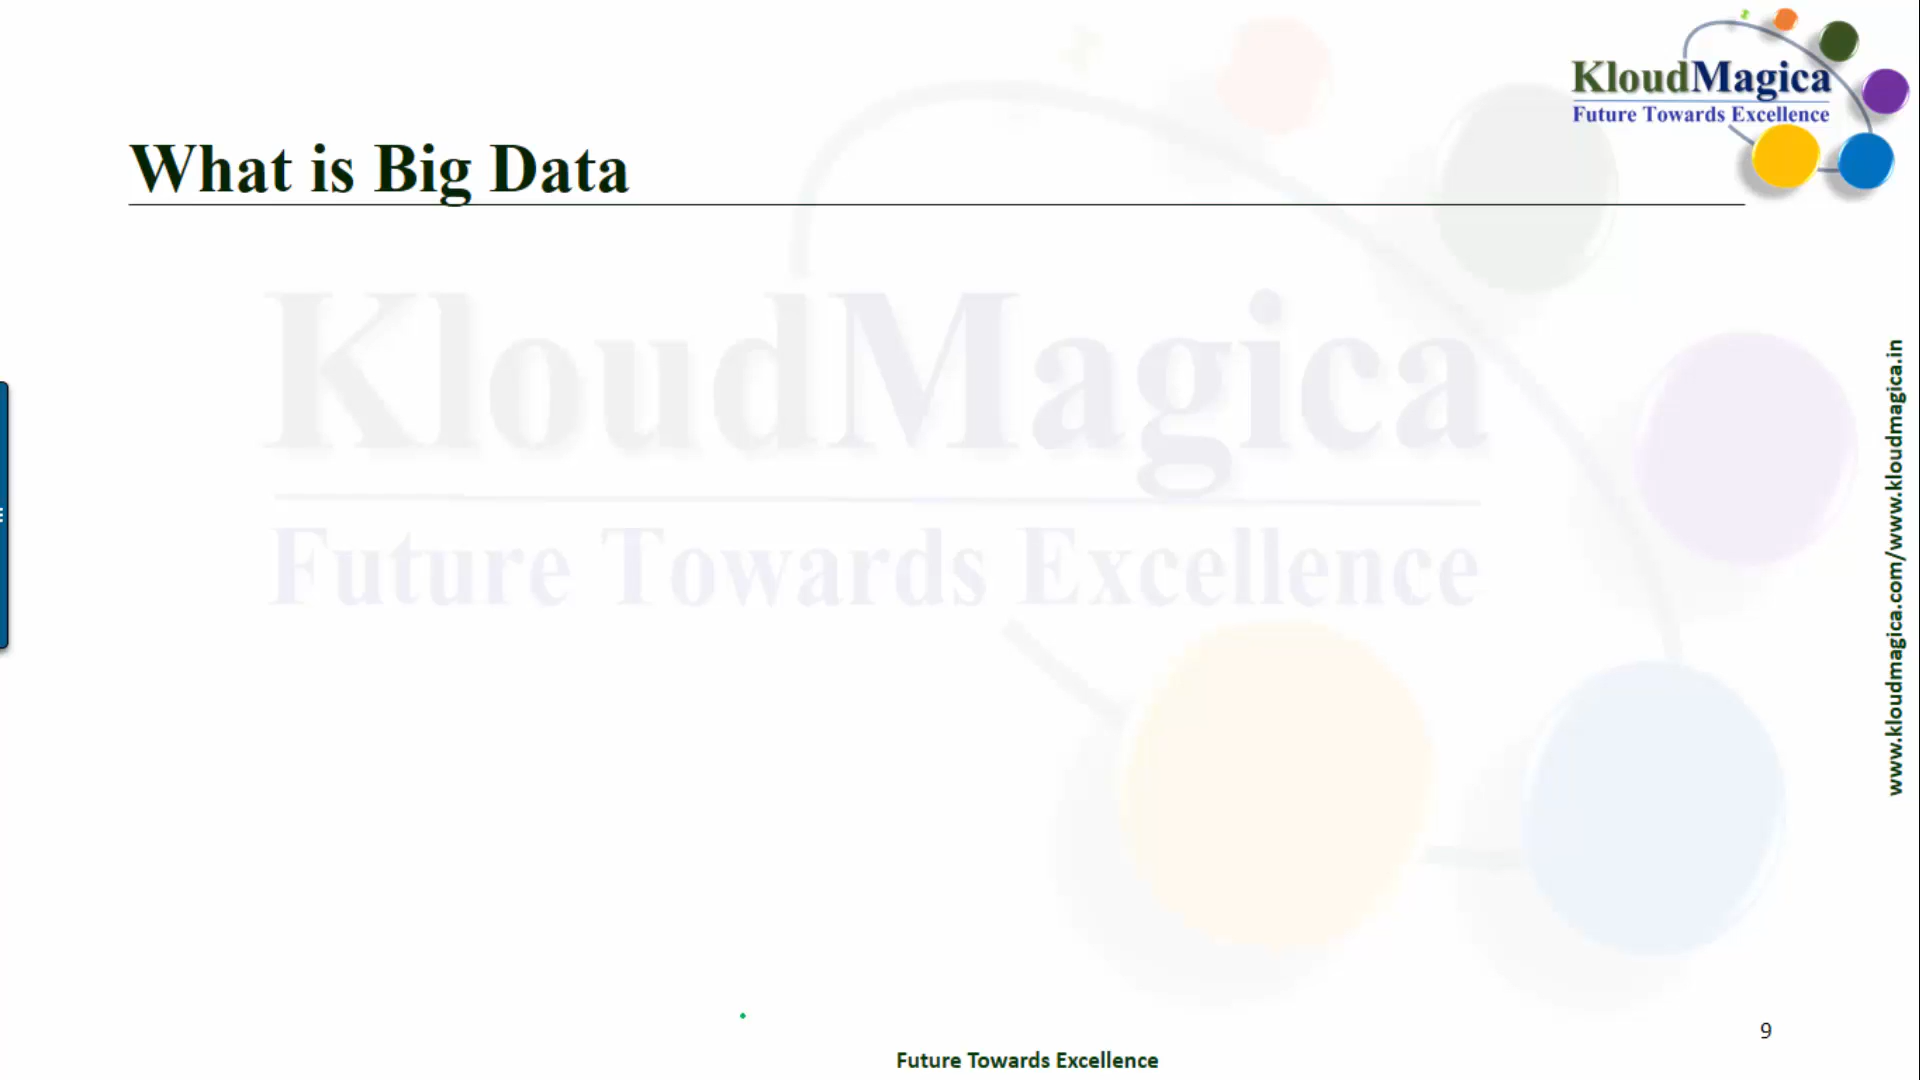 KloudMagica
Future Towards Excellence
What is Big Data
KloudMagica
Future Towards Excellence
www.kloudmagica.com/www.kloudmagica.in
9
Future Towards Excellence